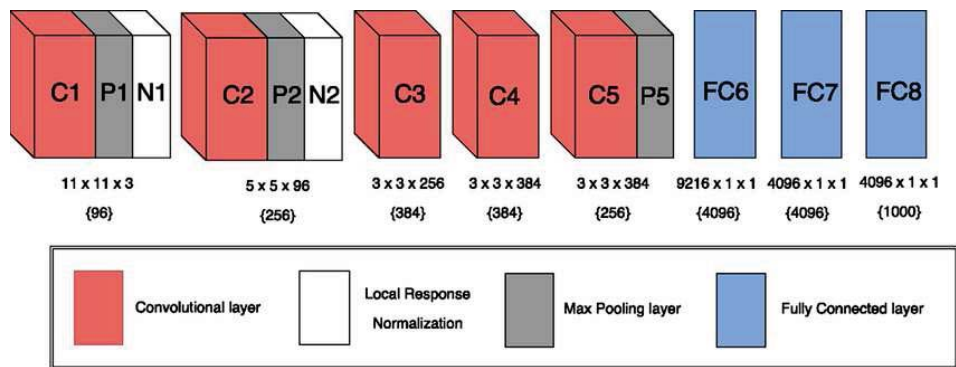 C1 P1 N1 C2 P2 N2 C3 C4 C5 P5 FC6 FC7 FC8
11 x 11 x 3 5 x 5 x 96 3 x 3 x 256 3 x 3 x 384 3 x 3 x 384 9216 x 1 x 1 4096 x 1 x 1 4096 x 1 x 1
{96} {256} {384} {384} {256} {4096} {4096} {1000}
Convolutional layer
Local Response
Normalization
Max Pooling layer
Fully Connected layer